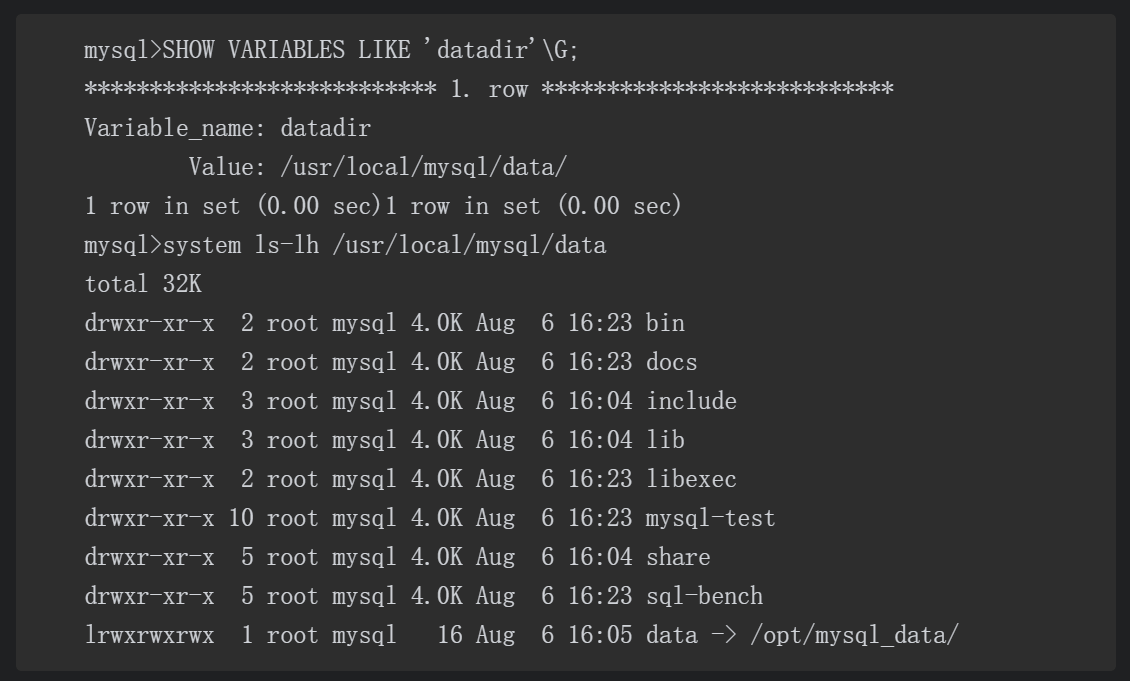 mysql>SHOW VARIABLES LIKE 'datadir'\G;
*************************** 1. row ***************************
Variable_name: datadir
        Value: /usr/local/mysql/data/
1 row in set (0.00 sec)1 row in set (0.00 sec)
mysql>system ls-lh /usr/local/mysql/data
total 32K
drwxr-xr-x  2 root mysql 4.0K Aug  6 16:23 bin
drwxr-xr-x  2 root mysql 4.0K Aug  6 16:23 docs
drwxr-xr-x  3 root mysql 4.0K Aug  6 16:04 include
drwxr-xr-x  3 root mysql 4.0K Aug  6 16:04 lib
drwxr-xr-x  2 root mysql 4.0K Aug  6 16:23 libexec
drwxr-xr-x 10 root mysql 4.0K Aug  6 16:23 mysql-test
drwxr-xr-x  5 root mysql 4.0K Aug  6 16:04 share
drwxr-xr-x  5 root mysql 4.0K Aug  6 16:23 sql-bench
lrwxrwxrwx  1 root mysql   16 Aug  6 16:05 data -> /opt/mysql_data/